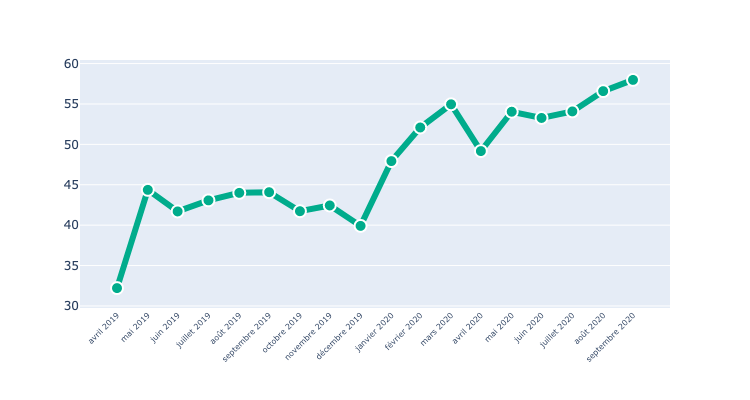 60
55
50
45
40
35
30
avril 2019
mai 2019
juin 2019
juillet 2019
août 2019
septembre 2019
octobre 2019
novembre 2019
décembre 2019
janvier 2020
février 2020
mars 2020
avril 2020
mai 2020
juin 2020
juillet 2020
août 2020
septembre 2020